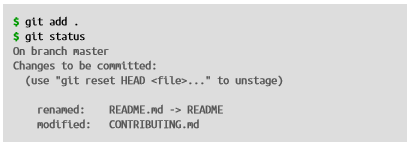 $ git add .
$ git status
On branch master
Changes to be committed:
  (use "git reset HEAD <file>..." to unstage)

    renamed:    README.md -> README
    modified:   CONTRIBUTING.md